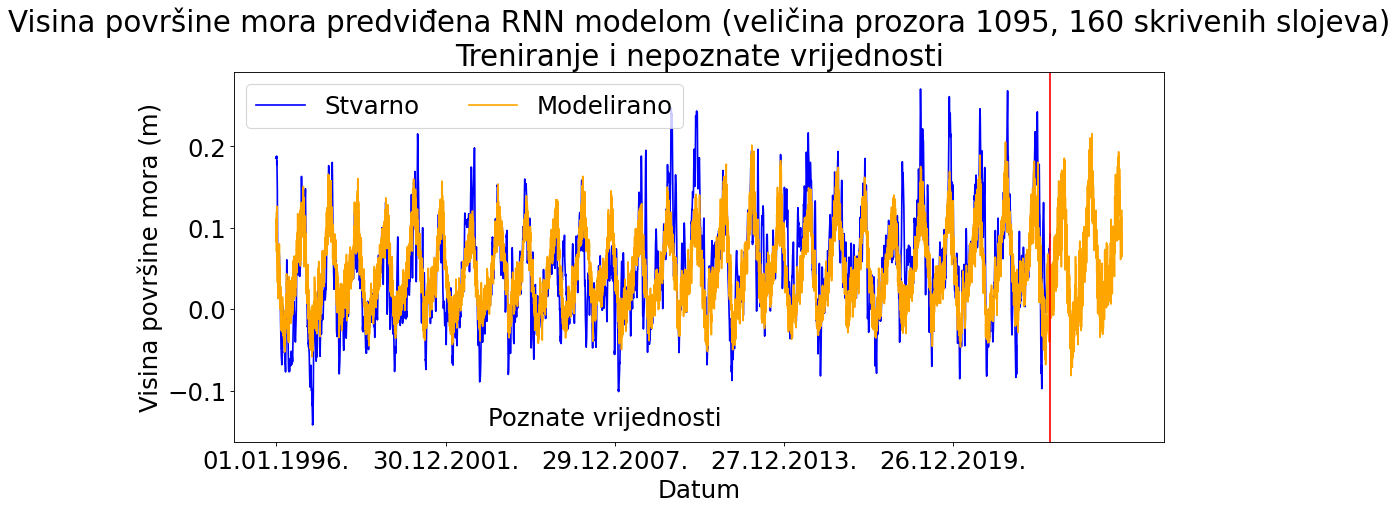 Visina površine mora predviđena RNN modelom (veličina prozora 1095, 160 skrivenih slojeva)
Treniranje i nepoznate vrijednosti
Stvarno Modelirano
Visina površine mora (m)
0.2
0.1
0.0
−0.1
Poznate vrijednosti
01.01.1996. 30.12.2001. 29.12.2007. 27.12.2013. 26.12.2019.
Datum